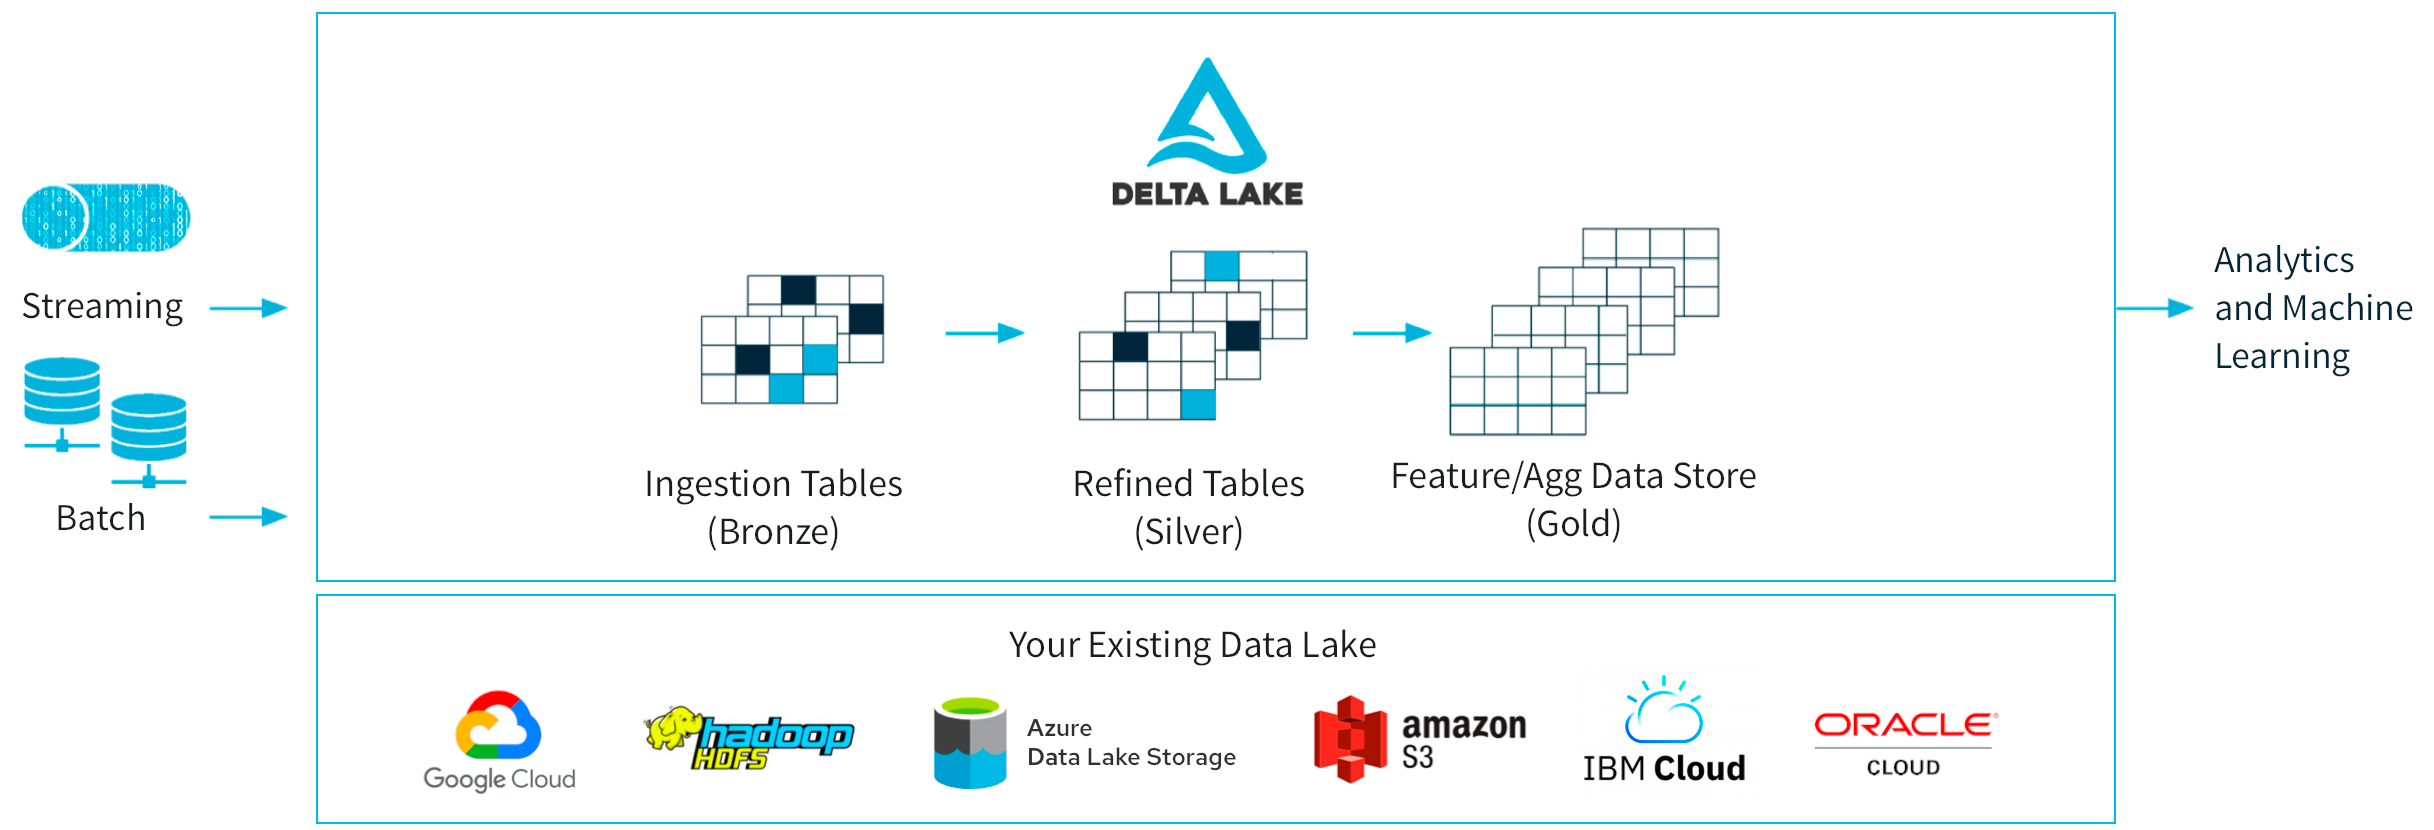 DELTA LAKE
Streaming
Batch
Ingestion Tables
(Bronze)
Refined Tables
(Silver)
Feature/Agg Data Store
(Gold)
Analytics
and Machine
Learning
Your Existing Data Lake
Google Cloud
hadoop
HDFS
Azure
Data Lake Storage
amazon
S3
IBM Cloud
ORACLE®
CLOUD